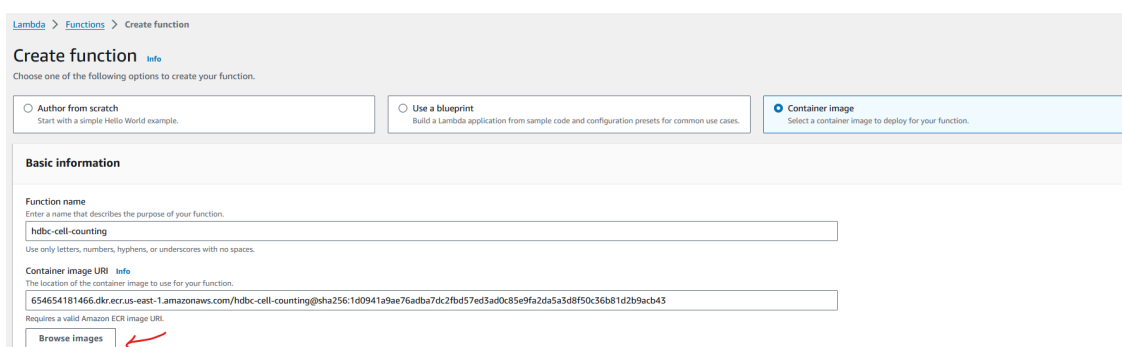 Lambda > Functions > Create function
Create function Info
Choose one of the following options to create your function.
Author from scratch
Start with a simple Hello World example.
Use a blueprint
Build a Lambda application from sample code and configuration presets for common use cases.
Container image
Select a container image to deploy for your function.
Basic information
Function name
Enter a name that describes the purpose of your function.
hdbc-cell-counting
Use only letters, numbers, hyphens, or underscores with no spaces.
Container image URI Info
The location of the container image to use for your function.
654654181466.dkr.ecr.us-east-1.amazonaws.com/hdbc-cell-counting@sha256:1d0941a9ae76adba7dc2fbd57ed3ad0c85e9fa2da5a3d8f50c36b81d2b9acb43
Requires a valid Amazon ECR image URI.
Browse images